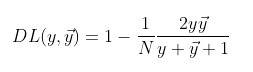 DL(y, \vec{y}) = 1 - \frac{1}{N} \frac{2y\vec{y}}{y + \vec{y} + 1}